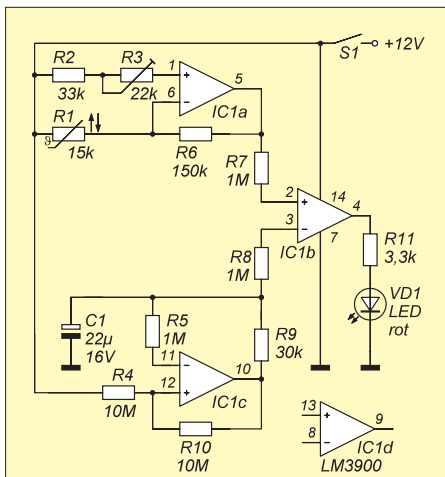 S1
+12V
R2
33k
R3
22k
1
+
6
−
5
IC1a
R1
ϑ
15k
R6
150k
R7
1M
2
+
3
−
14
4
7
IC1b
R8
1M
R11
3,3k
VD1
LED
rot
C1
22µ
16V
R5
1M
R9
30k
11
−
12
+
10
IC1c
R4
10M
R10
10M
13
+
8
−
9
IC1d
LM3900